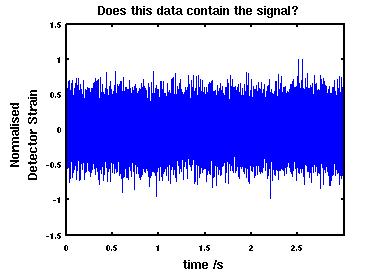 Does this data contain the signal?
1.5
1
0.5
0
-0.5
-1
-1.5
Normalised
Detector Strain
0 0.5 1 1.5 2 2.5
time /s